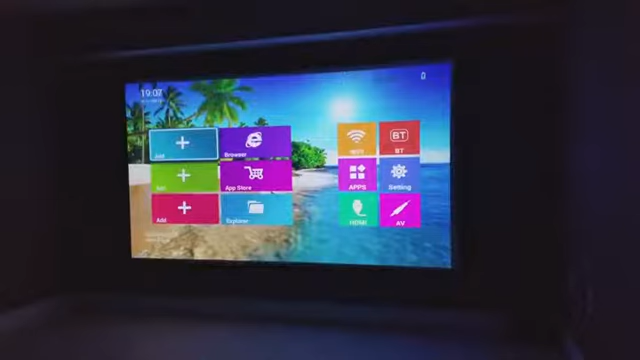 19:07
Add
Browser
WIFI
BT
BT
Add
App Store
APPS
Setting
Add
Explorer
HDMI
AV